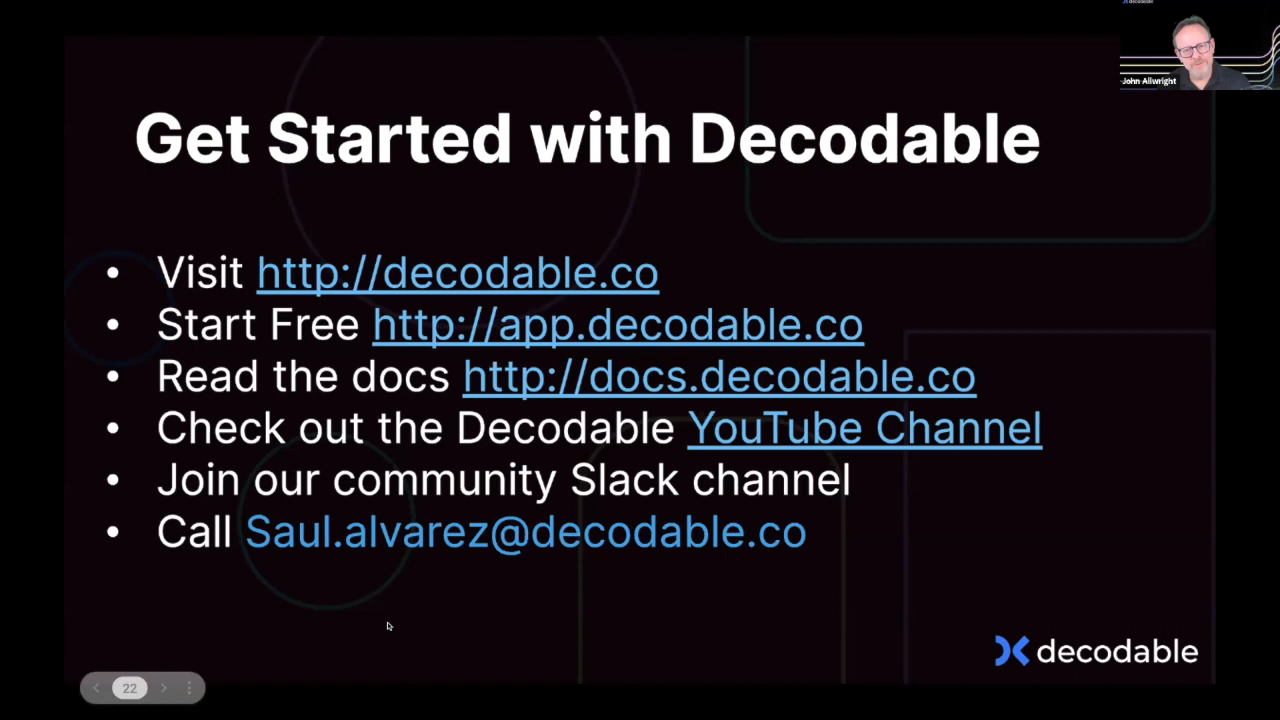 decodable
John Allwright
Get Started with Decodable
• Visit http://decodable.co
• Start Free http://app.decodable.co
• Read the docs http://docs.decodable.co
• Check out the Decodable YouTube Channel
• Join our community Slack channel
• Call Saul.alvarez@decodable.co
decodable
22